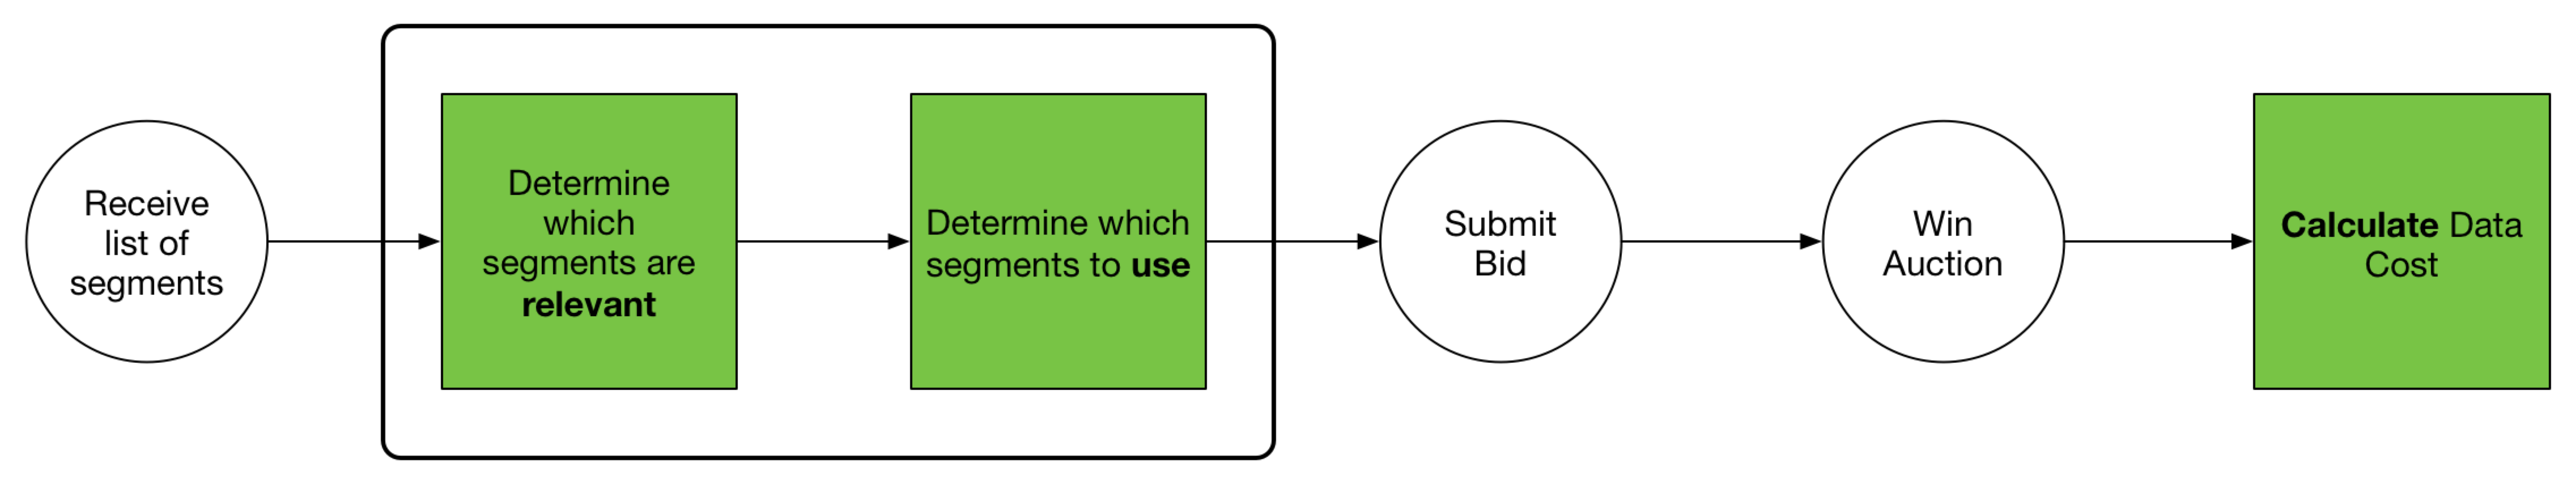 Receive
list of
segments
Determine
which
segments are
relevant
Determine which
segments to use
Submit
Bid
Win
Auction
Calculate Data
Cost